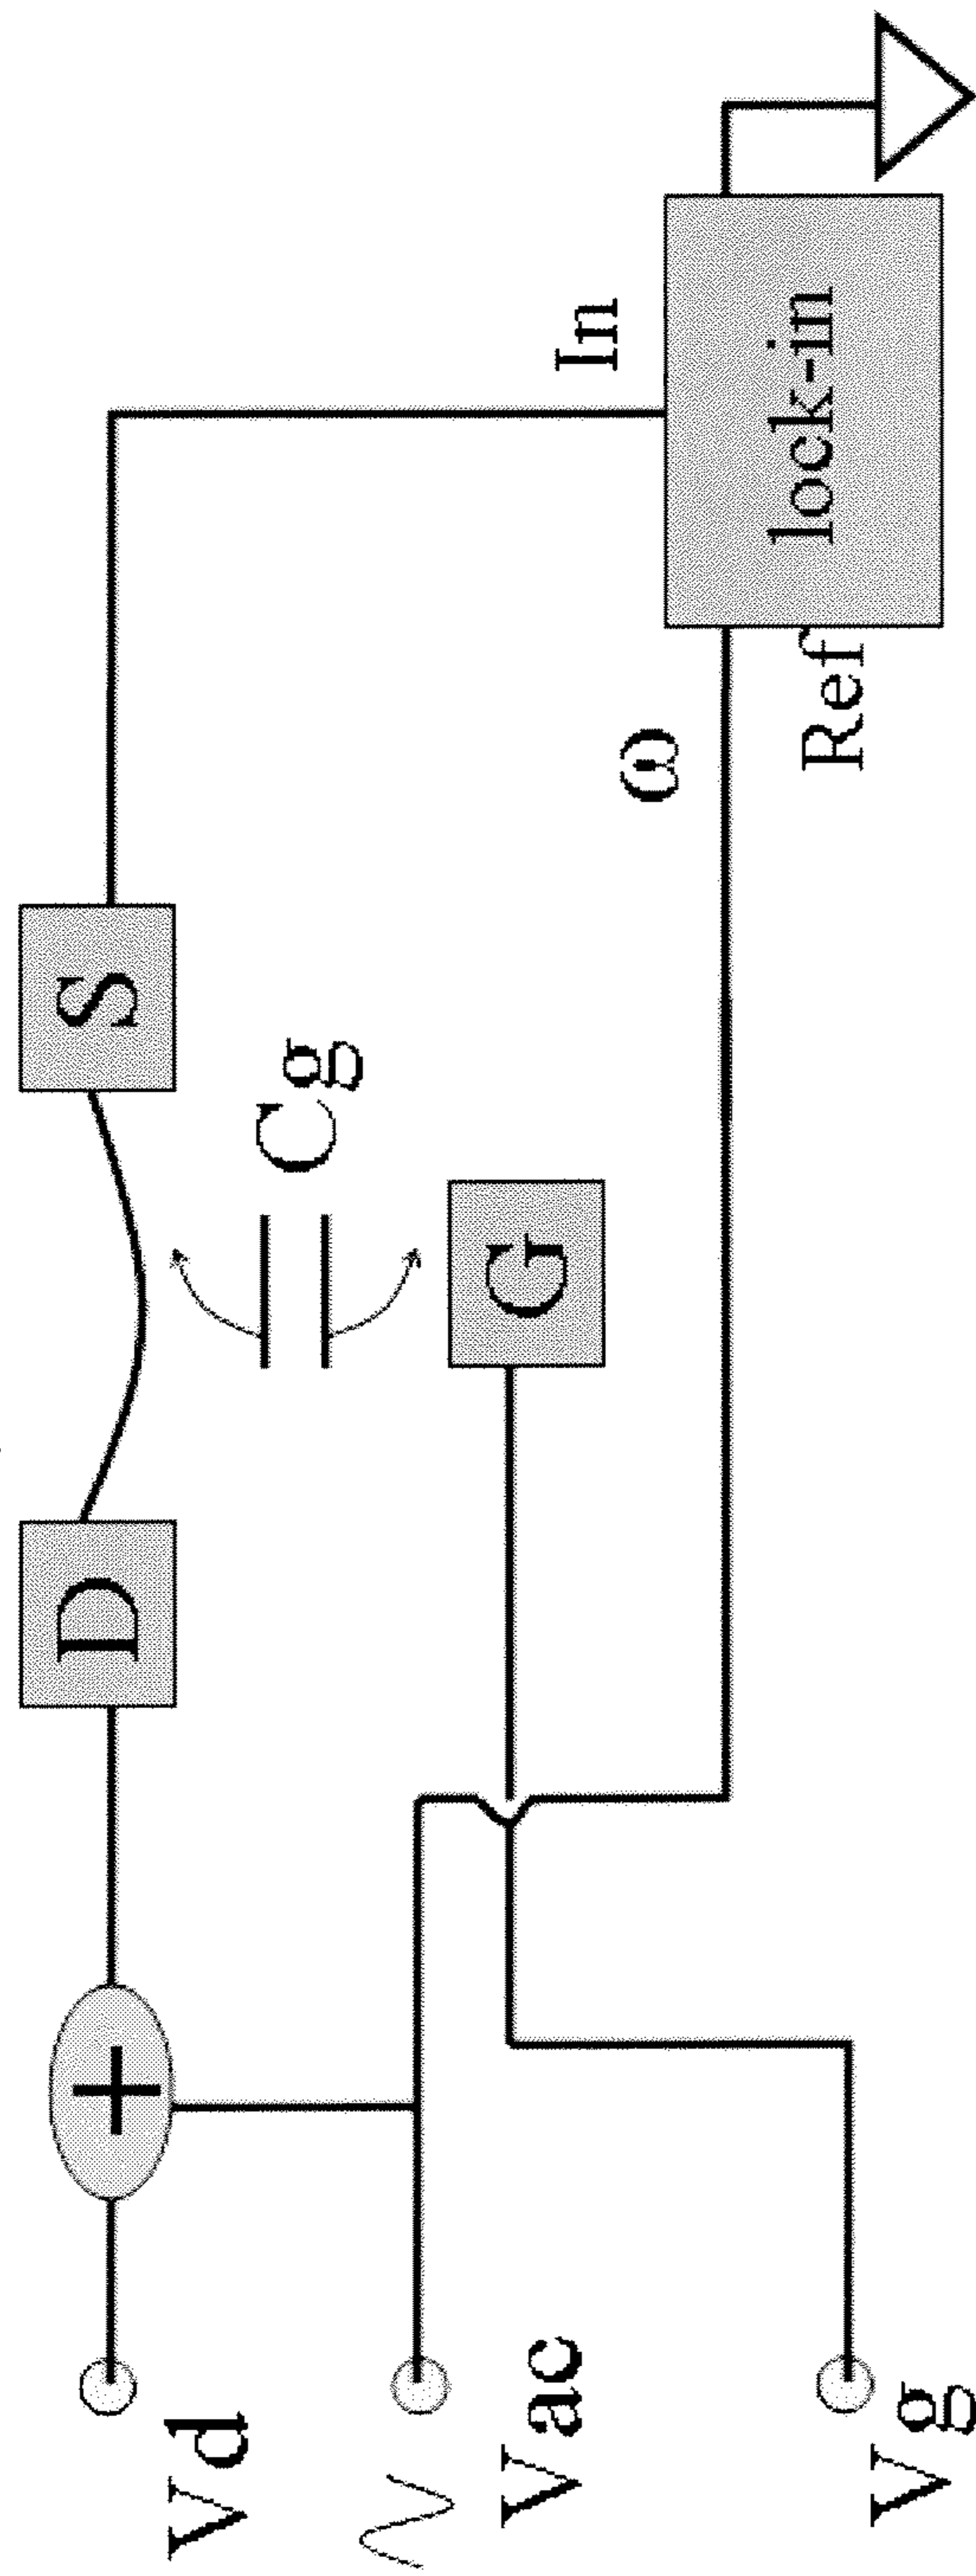 Vd
+
D
S
Cg
G
Vac
Vg
ω
Ref
In
lock-in